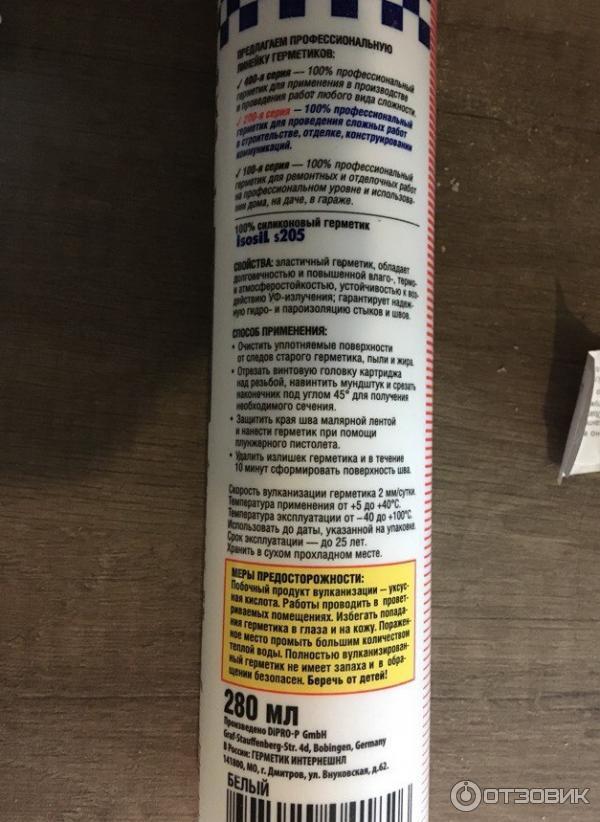 ПРЕДЛАГАЕМ ПРОФЕССИОНАЛЬНУЮ
ЛИНЕЙКУ ГЕРМЕТИКОВ:
✓ 400-я серия — 100% профессиональный
герметик для применения в производстве
и проведения работ любого вида сложности.
✓ 200-я серия — 100% профессиональный
герметик для проведения сложных работ
в строительстве, отделке, конструировании
коммуникаций.
✓ 100-я серия — 100% профессиональный
герметик для ремонтных и отделочных работ
на профессиональном уровне и использова-
нии дома, на даче, в гараже.
100% силиконовый герметик
isosil s205
СВОЙСТВА: эластичный герметик, обладает
долговечностью и повышенной влаго-, термо-
и атмосферостойкостью, устойчивостью к воз-
действию УФ-излучения; гарантирует надеж-
ную гидро- и пароизоляцию стыков и швов.
СПОСОБ ПРИМЕНЕНИЯ:
• Очистить уплотняемые поверхности
от следов старого герметика, пыли и жира.
• Отрезать винтовую головку картриджа
над резьбой, навинтить мундштук и срезать
наконечник под углом 45° для получения
необходимого сечения.
• Защитить края шва малярной лентой
и нанести герметик при помощи
плунжерного пистолета.
• Удалить излишек герметика и в течение
10 минут сформировать поверхность шва.
Скорость вулканизации герметика 2 мм/сутки.
Температура применения от +5 до +40°С.
Температура эксплуатации от –40 до +100°С.
Использовать до даты, указанной на упаковке.
Срок эксплуатации — до 25 лет.
Хранить в сухом прохладном месте.
МЕРЫ ПРЕДОСТОРОЖНОСТИ:
Побочный продукт вулканизации – уксус-
ная кислота. Работы проводить в провет-
риваемых помещениях. Избегать попада-
ния герметика в глаза и на кожу. Поражен-
ное место промыть большим количеством
теплой воды. Полностью вулканизирован-
ный герметик не имеет запаха и в обра-
щении безопасен. Беречь от детей!
280 мл
Произведено DiPRO-P GmbH
Graf-Stauffenberg-Str. 4d, Bobingen, Germany
В России: ГЕРМЕТИК ИНТЕРНЕШНЛ
141800, МО, г. Дмитров, ул. Внуковская, д.62.
БЕЛЫЙ
ОТЗОВИК